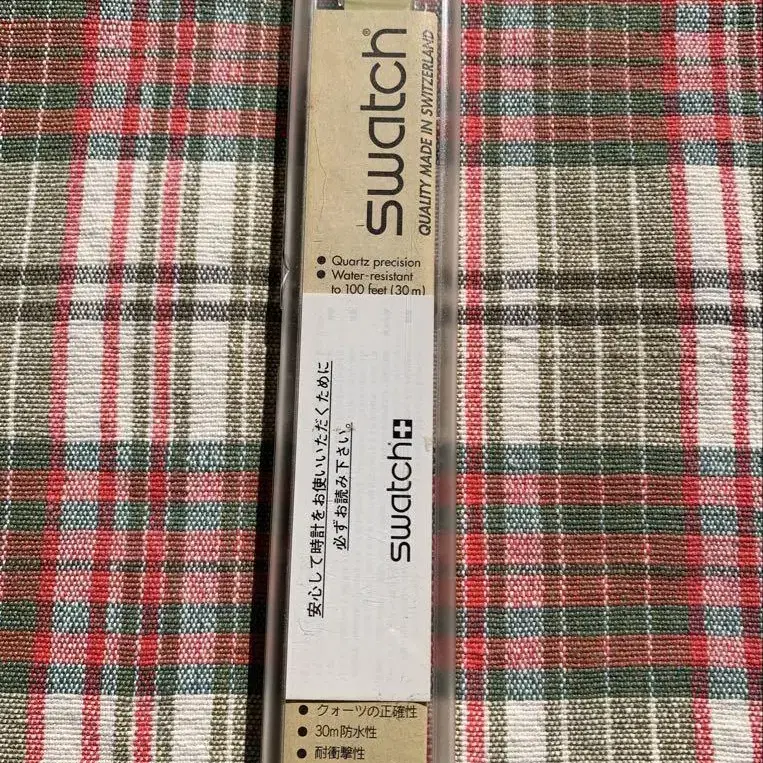 swatch®
QUALITY MADE IN SWITZERLAND
● Quartz precision
● Water-resistant
to 100 feet (30 m)
安心して時計をお使いいただくために
必ずお読み下さい。
swatch
● クォーツの正確性
● 30m防水性
● 耐衝撃性